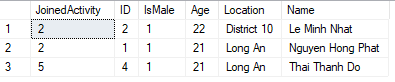 JoinedActivity ID IsMale Age Location Name
1 2 2 1 22 District 10 Le Minh Nhat
2 2 1 1 21 Long An Nguyen Hong Phat
3 5 4 1 21 Long An Thai Thanh Do